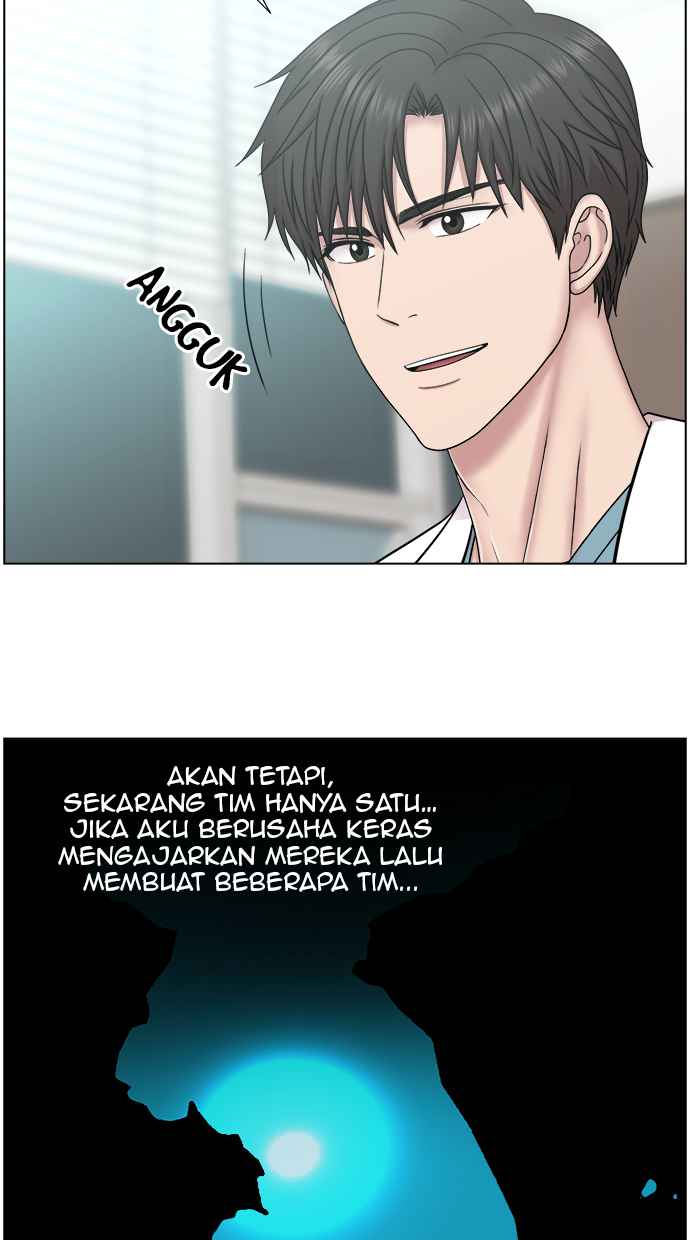 ANGGUK
AKAN TETAPI,
SEKARANG TIM HANYA SATU...
JIKA AKU BERUSAHA KERAS
MENGAJARKAN MEREKA LALU
MEMBUAT BEBERAPA TIM...